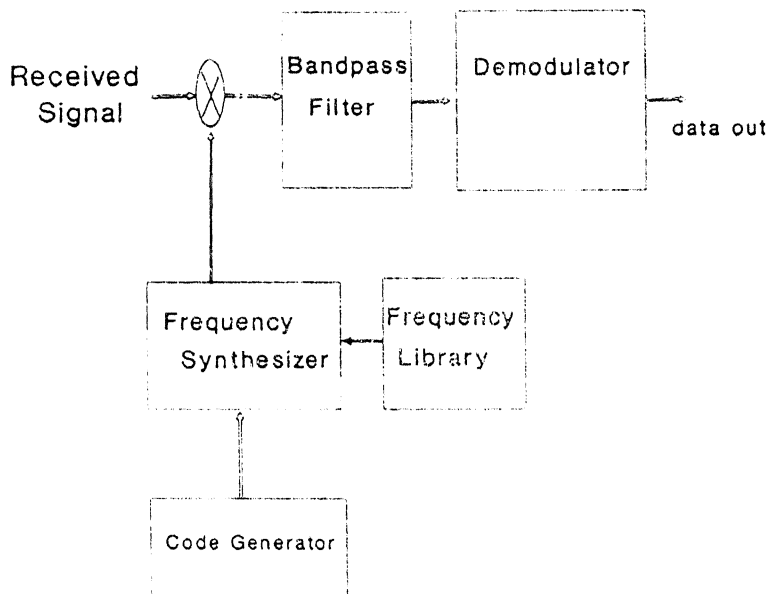 Received
Signal
Bandpass
Filter
Demodulator
data out
Frequency
Synthesizer
Frequency
Library
Code Generator